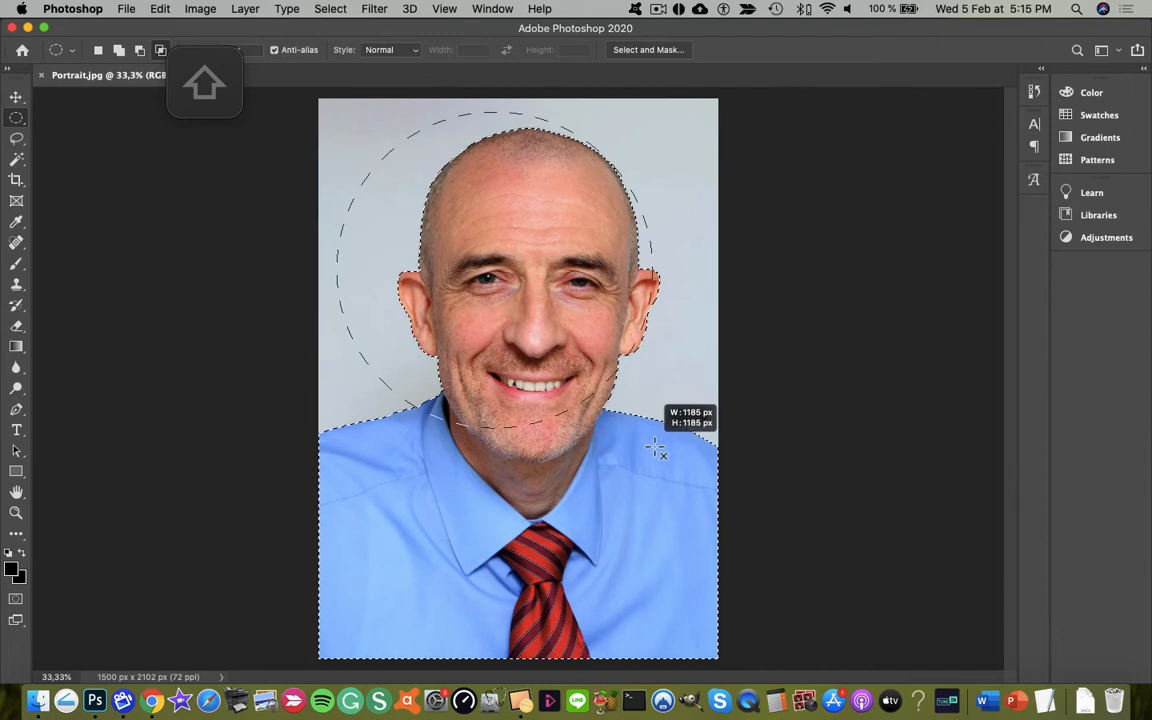 Photoshop File Edit Image Layer Type Select Filter 3D View Window Help 100 % Wed 5 Feb at 5:15 PM
Adobe Photoshop 2020
Anti-alias Style: Normal Width: Height: Select and Mask...
× Portrait.jpg @ 33,3% (RGB
Color
Swatches
Gradients
Patterns
Learn
Libraries
Adjustments
W: 1185 px
H: 1185 px
33,33% 1500 px x 2102 px (72 ppi)